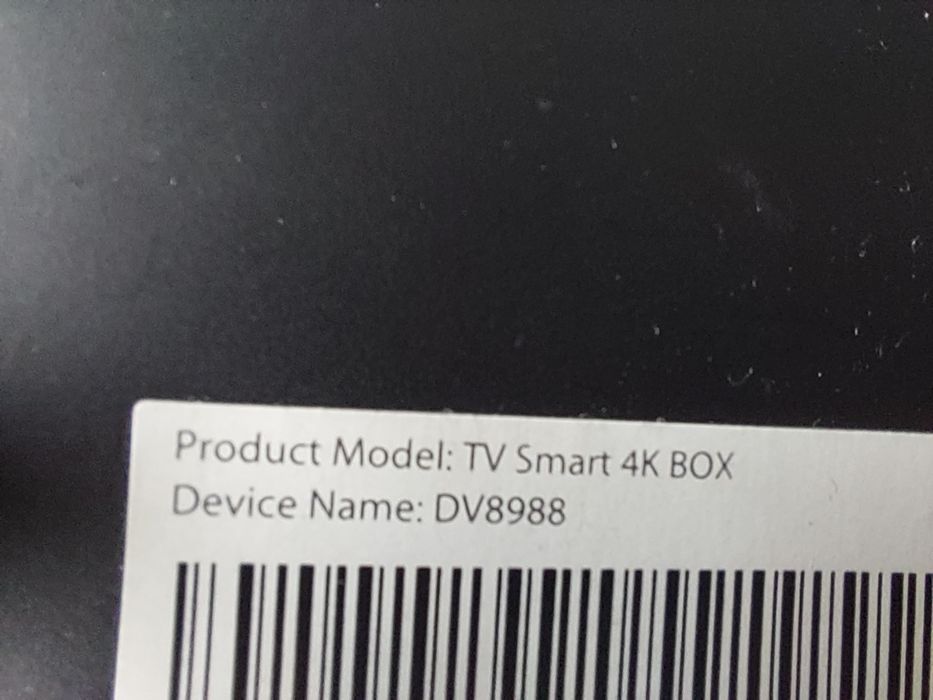 Product Model: TV Smart 4K BOX
Device Name: DV8988